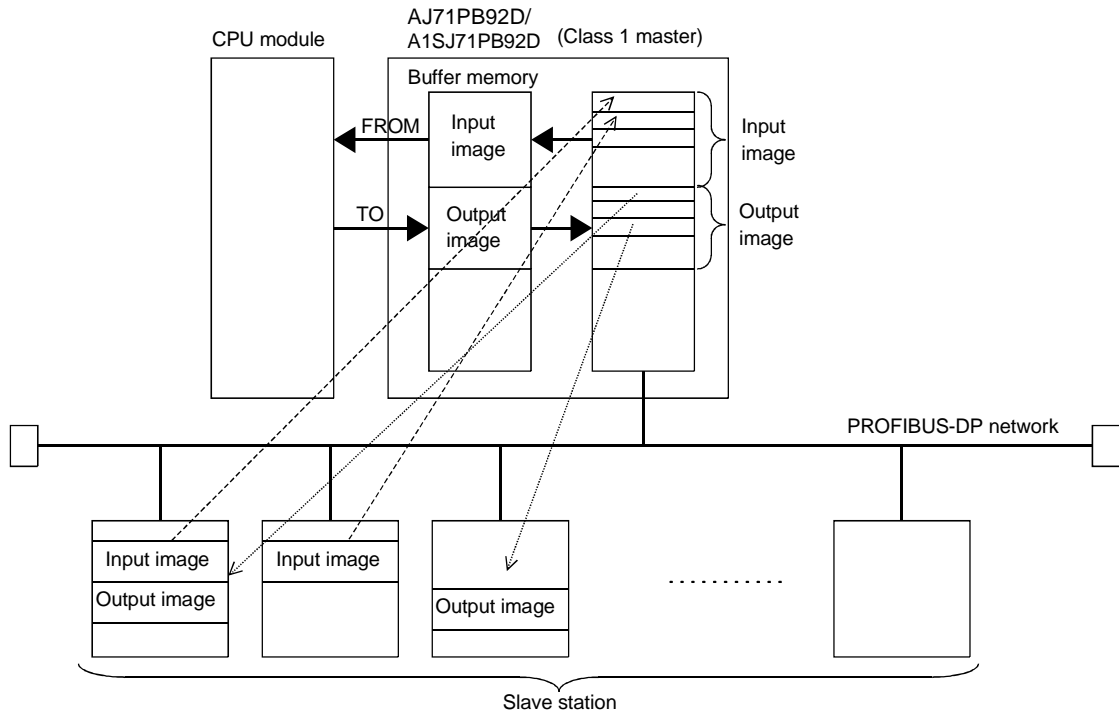 AJ71PB92D/
A1SJ71PB92D
(Class 1 master)
CPU module
Buffer memory
FROM
Input
image
Input
image
TO
Output
image
Output
image
PROFIBUS-DP network
Input image
Input image
Output image
Output image
Slave station